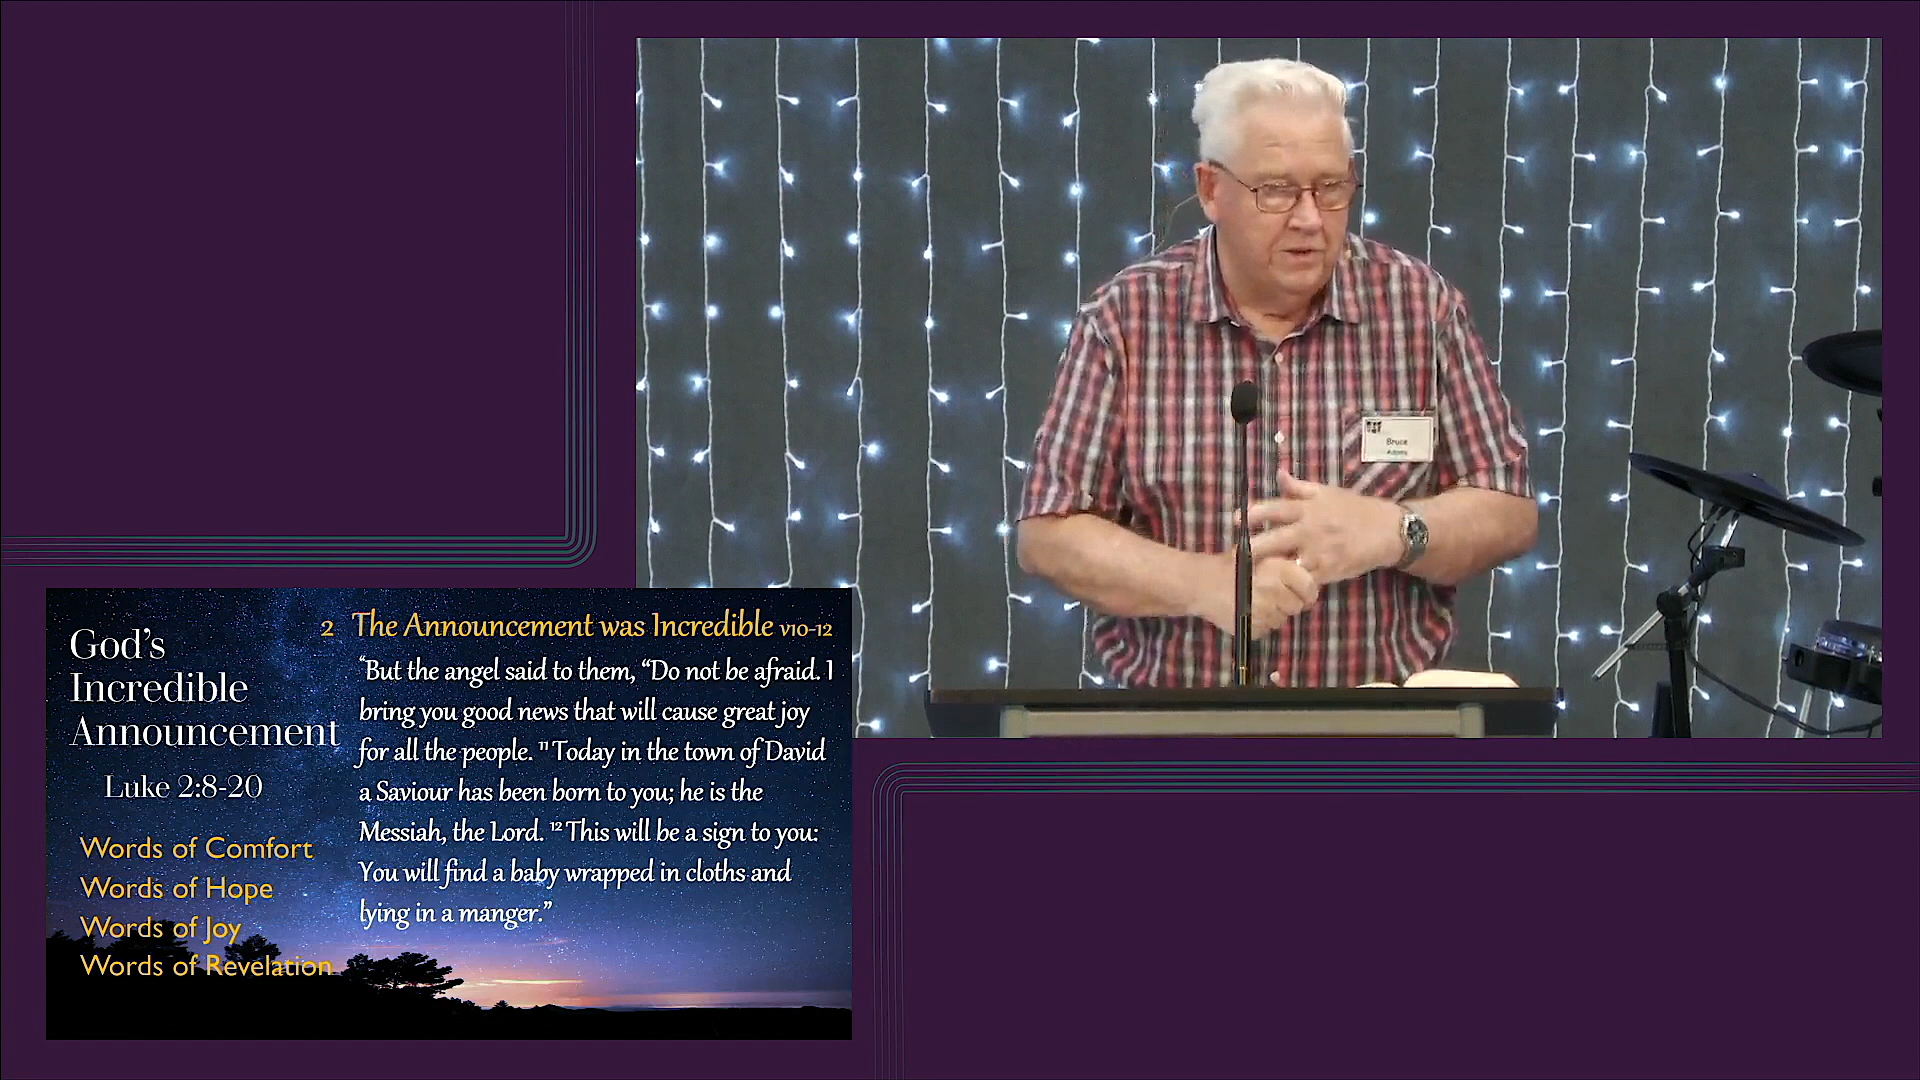 God's
Incredible
Announcement
Luke 2:8-20
Words of Comfort
Words of Hope
Words of Joy
Words of Revelation
2 The Announcement was Incredible v10-12
"But the angel said to them, "Do not be afraid. I
bring you good news that will cause great joy
for all the people. 11 Today in the town of David
a Saviour has been born to you; he is the
Messiah, the Lord. 12 This will be a sign to you:
You will find a baby wrapped in cloths and
lying in a manger."
Bruce